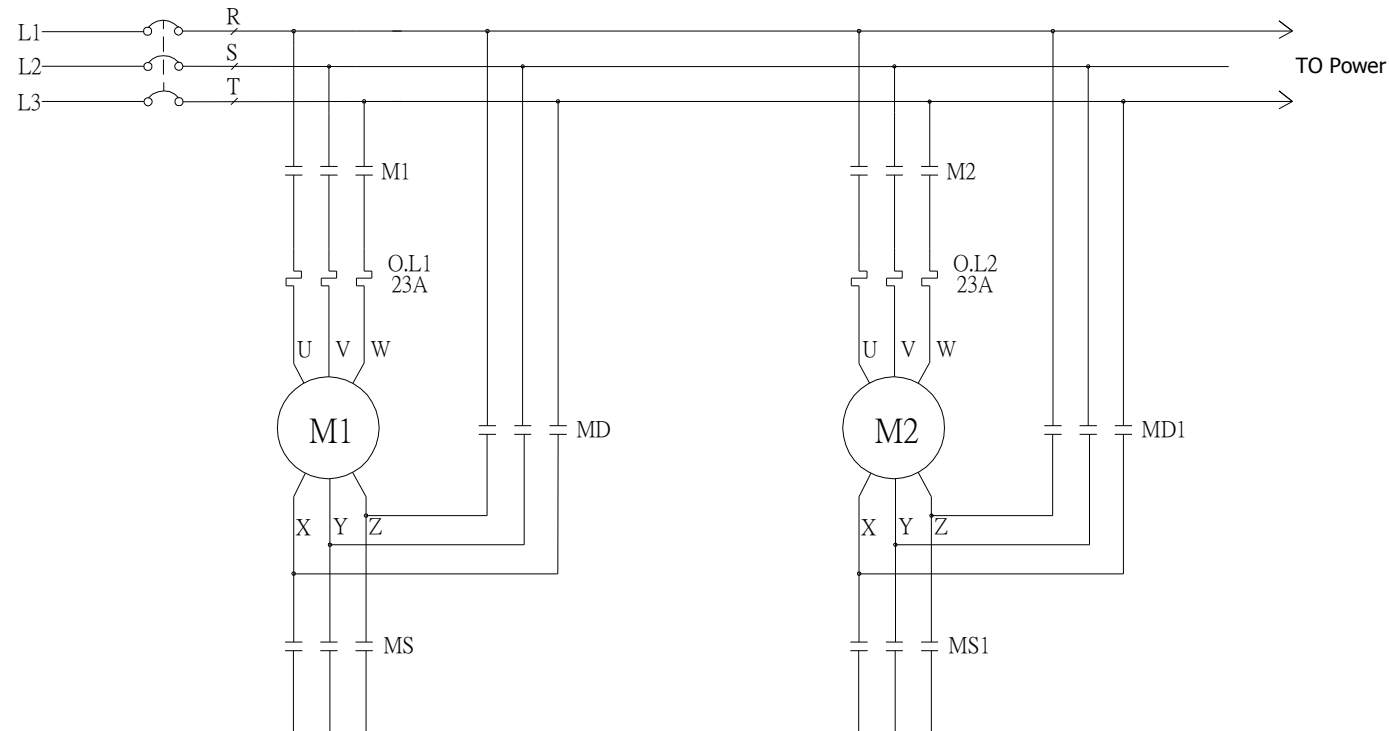 R
L1
S
L2
TO Power
T
L3
M1
M2
O.L1
23A
O.L2
23A
U V W
U V W
M1
MD
M2
MD1
X Y Z
X Y Z
MS
MS1